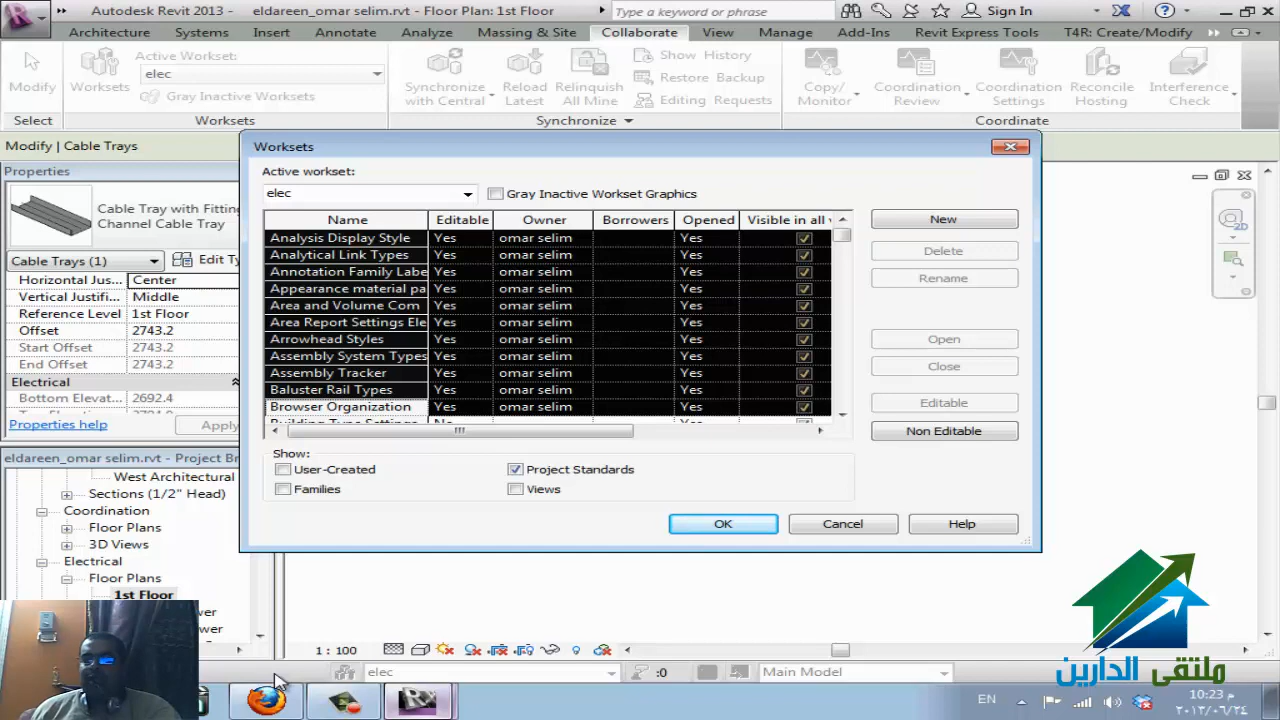 Autodesk Revit 2013 - eldareen_omar selim.rvt - Floor Plan: 1st Floor
Type a keyword or phrase
Sign In
Architecture Systems Insert Annotate Analyze Massing & Site Collaborate View Manage Add-Ins Revit Express Tools T4R: Create/Modify
Modify
Worksets
Active Workset:
elec
Gray Inactive Worksets
Synchronize with Central
Reload Latest
Relinquish All Mine
Show History
Restore Backup
Editing Requests
Copy/ Monitor
Coordination Review
Coordination Settings
Reconcile Hosting
Interference Check
Select Worksets Synchronize Coordinate
Modify | Cable Trays
Properties
Cable Tray with Fitting
Channel Cable Tray
Cable Trays (1) Edit Ty
Horizontal Jus... Center
Vertical Justifi... Middle
Reference Level 1st Floor
Offset 2743.2
Start Offset 2743.2
End Offset 2743.2
Electrical
Bottom Elevat... 2692.4
Properties help Apply
eldareen_omar selim.rvt - Project Br
West Architectural
Sections (1/2" Head)
Coordination
Floor Plans
3D Views
Electrical
Floor Plans
1st Floor
wer
wer
Worksets
Active workset:
elec
Gray Inactive Workset Graphics
Name Editable Owner Borrowers Opened Visible in all v
Analysis Display Style Yes omar selim Yes
Analytical Link Types Yes omar selim Yes
Annotation Family Labe Yes omar selim Yes
Appearance material pa Yes omar selim Yes
Area and Volume Com Yes omar selim Yes
Area Report Settings Ele Yes omar selim Yes
Arrowhead Styles Yes omar selim Yes
Assembly System Types Yes omar selim Yes
Assembly Tracker Yes omar selim Yes
Baluster Rail Types Yes omar selim Yes
Browser Organization Yes omar selim Yes
Building Type Settings No
New
Delete
Rename
Open
Close
Editable
Non Editable
Show:
User-Created Project Standards
Families Views
OK Cancel Help
2D
1 : 100
elec :0 Main Model
ملتقى الدارين
EN
10:23 م
٢٠١٣/٠٦/٢٤